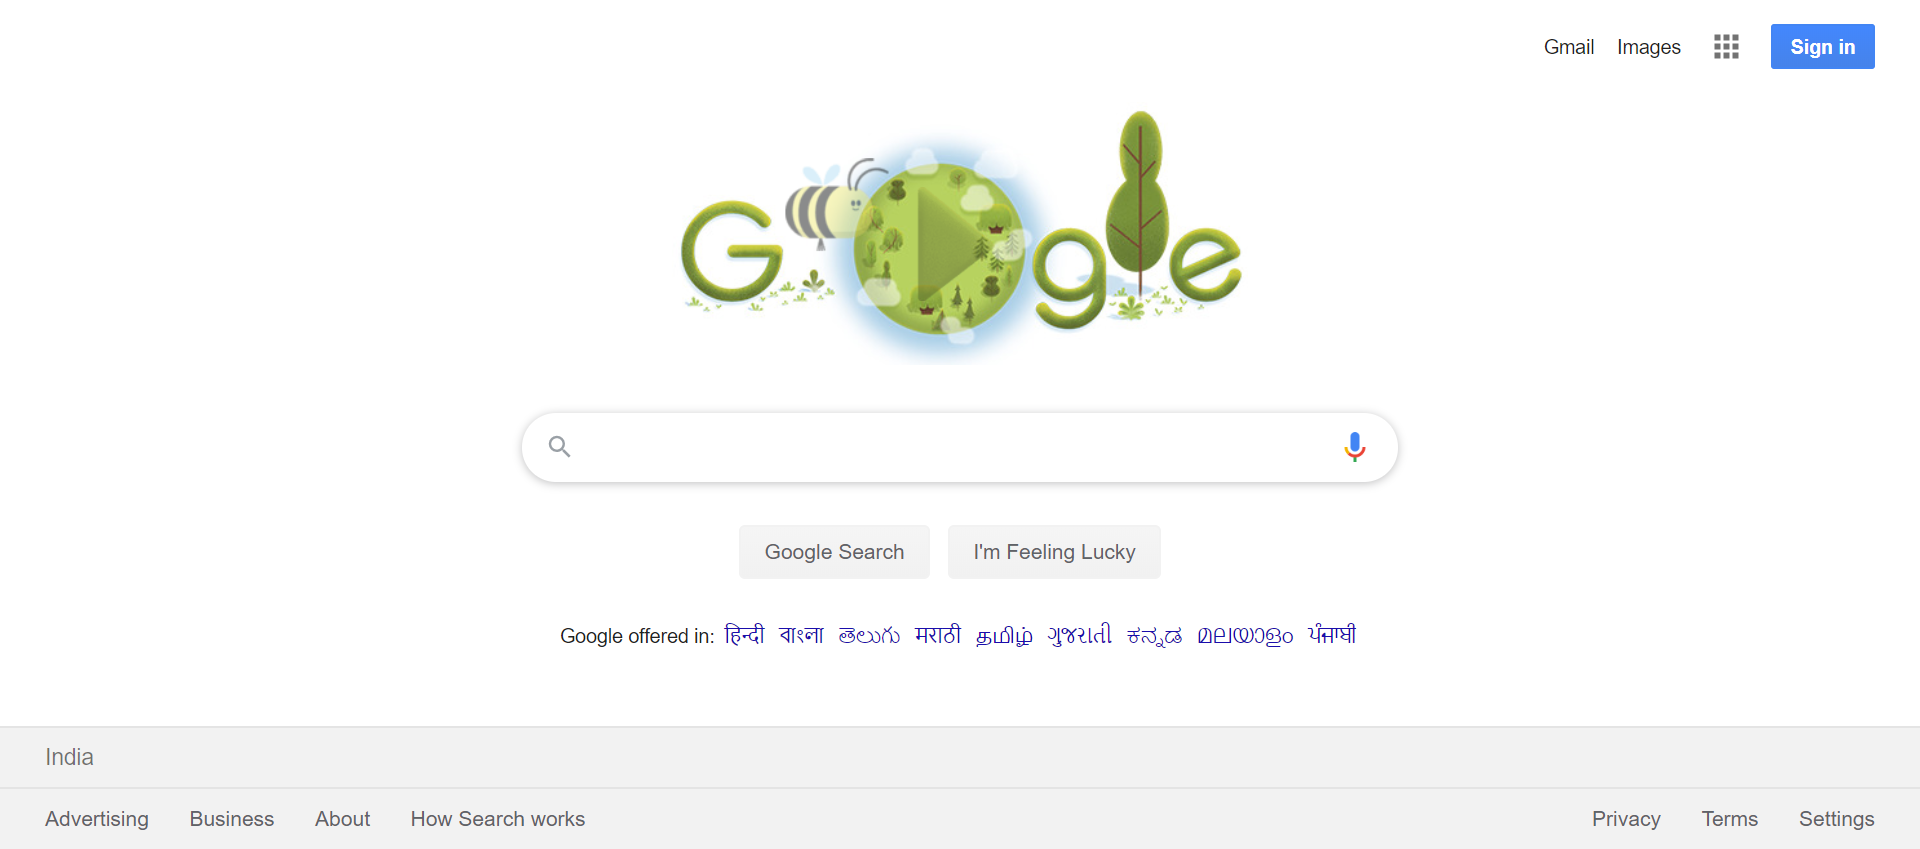 Gmail Images Sign in
Google
Google Search I'm Feeling Lucky
Google offered in: हिन्दी বাংলা తెలుగు मराठी தமிழ் ગુજરાતી ಕನ್ನಡ മലയാളം ਪੰਜਾਬੀ
India
Advertising Business About How Search works Privacy Terms Settings